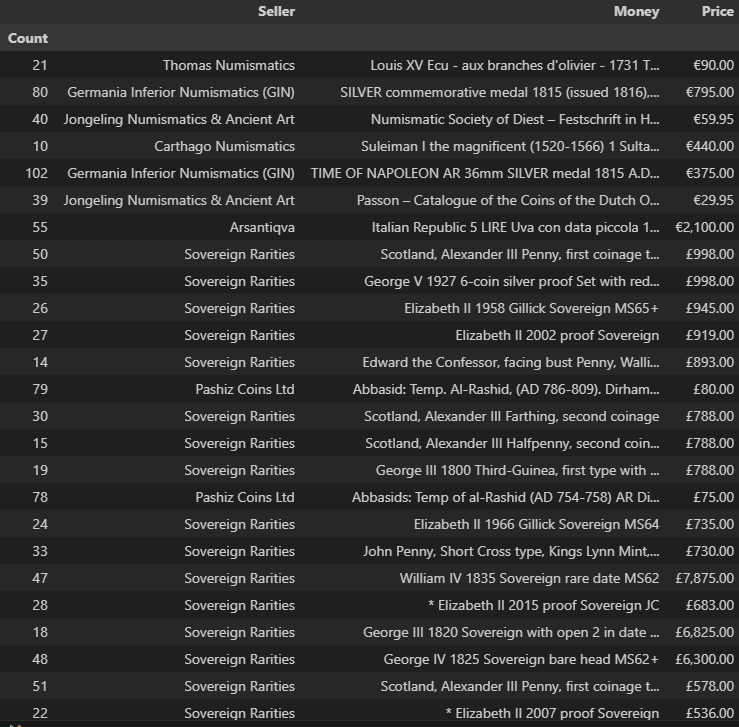 Seller Money Price
Count
21 Thomas Numismatics Louis XV Ecu - aux branches d'olivier - 1731 T... €90.00
80 Germania Inferior Numismatics (GIN) SILVER commemorative medal 1815 (issued 1816),... €795.00
40 Jongeling Numismatics & Ancient Art Numismatic Society of Diest – Festschrift in H... €59.95
10 Carthago Numismatics Suleiman I the magnificent (1520-1566) 1 Sulta... €440.00
102 Germania Inferior Numismatics (GIN) TIME OF NAPOLEON AR 36mm SILVER medal 1815 A.D... €375.00
39 Jongeling Numismatics & Ancient Art Passon – Catalogue of the Coins of the Dutch O... €29.95
55 Arsantiqva Italian Republic 5 LIRE Uva con data piccola 1... €2,100.00
50 Sovereign Rarities Scotland, Alexander III Penny, first coinage t... £998.00
35 Sovereign Rarities George V 1927 6-coin silver proof Set with red... £998.00
26 Sovereign Rarities Elizabeth II 1958 Gillick Sovereign MS65+ £945.00
27 Sovereign Rarities Elizabeth II 2002 proof Sovereign £919.00
14 Sovereign Rarities Edward the Confessor, facing bust Penny, Walli... £893.00
79 Pashiz Coins Ltd Abbasid: Temp. Al-Rashid, (AD 786-809). Dirham... £80.00
30 Sovereign Rarities Scotland, Alexander III Farthing, second coinage £788.00
15 Sovereign Rarities Scotland, Alexander III Halfpenny, second coin... £788.00
19 Sovereign Rarities George III 1800 Third-Guinea, first type with ... £788.00
78 Pashiz Coins Ltd Abbasids: Temp of al-Rashid (AD 754-758) AR Di... £75.00
24 Sovereign Rarities Elizabeth II 1966 Gillick Sovereign MS64 £735.00
33 Sovereign Rarities John Penny, Short Cross type, Kings Lynn Mint,... £730.00
47 Sovereign Rarities William IV 1835 Sovereign rare date MS62 £7,875.00
28 Sovereign Rarities * Elizabeth II 2015 proof Sovereign JC £683.00
18 Sovereign Rarities George III 1820 Sovereign with open 2 in date ... £6,825.00
48 Sovereign Rarities George IV 1825 Sovereign bare head MS62+ £6,300.00
51 Sovereign Rarities Scotland, Alexander III Penny, first coinage t... £578.00
22 Sovereign Rarities * Elizabeth II 2007 proof Sovereign £536.00